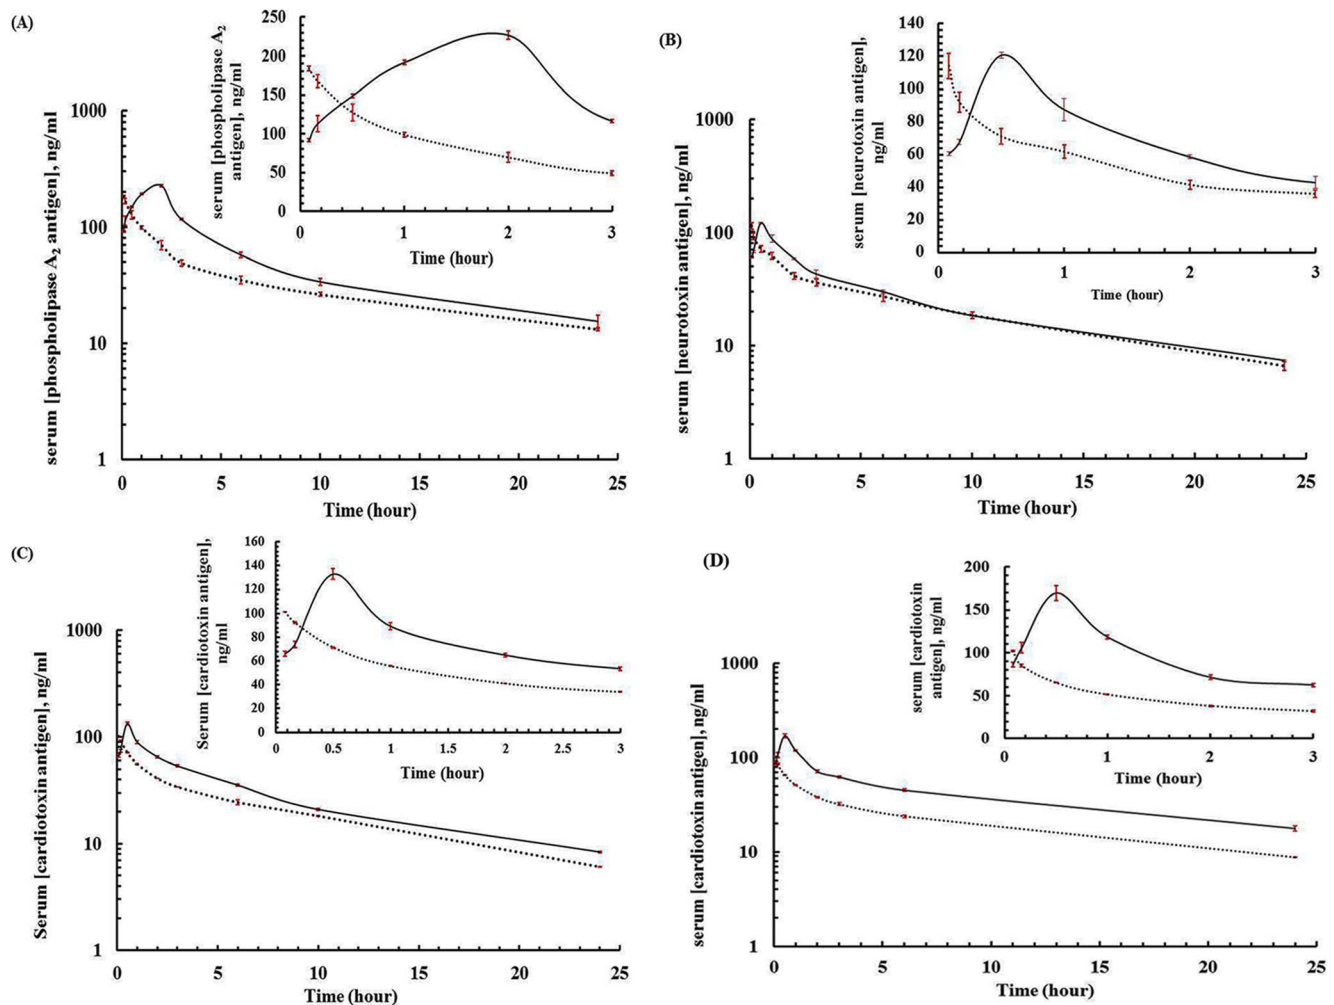 (A)
serum [phospholipase A2
antigen], ng/ml
250
200
150
100
50
0
0 1 2 3
Time (hour)
serum [phospholipase A2 antigen], ng/ml
1000
100
10
1
0 5 10 15 20 25
Time (hour)
(B)
serum [neurotoxin antigen],
ng/ml
140
120
100
80
60
40
20
0
0 1 2 3
Time (hour)
serum [neurotoxin antigen], ng/ml
1000
100
10
1
0 5 10 15 20 25
Time (hour)
(C)
Serum [cardiotoxin antigen],
ng/ml
160
140
120
100
80
60
40
20
0
0 0.5 1 1.5 2 2.5 3
Time (hour)
Serum [cardiotoxin antigen], ng/ml
1000
100
10
1
0 5 10 15 20 25
Time (hour)
(D)
serum [cardiotoxin
antigen], ng/ml
200
150
100
50
0
0 1 2 3
Time (hour)
serum [cardiotoxin antigen], ng/ml
1000
100
10
1
0 5 10 15 20 25
Time (hour)